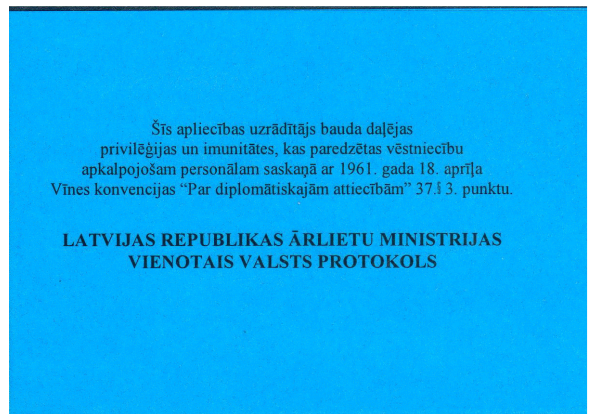 Šīs apliecības uzrādītājs bauda daļējas
privilēģijas un imunitātes, kas paredzētas vēstniecību
apkalpojošam personālam saskaņā ar 1961. gada 18. aprīļa
Vīnes konvencijas “Par diplomātiskajām attiecībām” 37.§ 3. punktu.
LATVIJAS REPUBLIKAS ĀRLIETU MINISTRIJAS
VIENOTAIS VALSTS PROTOKOLS